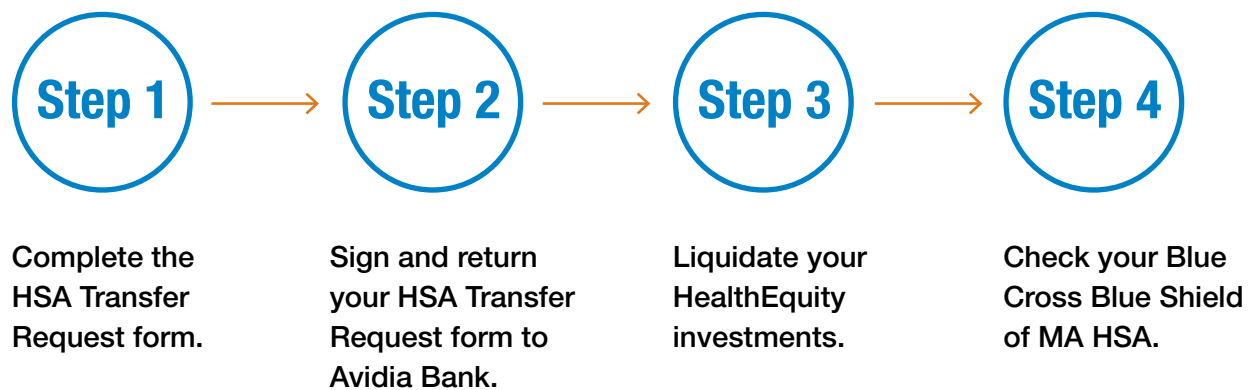 Step 1
Step 2
Step 3
Step 4
Complete the
HSA Transfer
Request form.
Sign and return
your HSA Transfer
Request form to
Avidia Bank.
Liquidate your
HealthEquity
investments.
Check your Blue
Cross Blue Shield
of MA HSA.